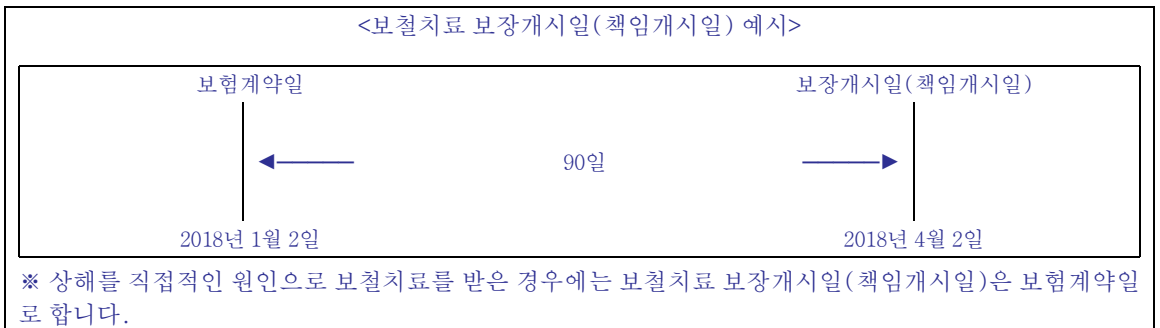 <보철치료 보장개시일(책임개시일) 예시>
보험계약일 보장개시일(책임개시일)
90일
2018년 1월 2일 2018년 4월 2일
※ 상해를 직접적인 원인으로 보철치료를 받은 경우에는 보철치료 보장개시일(책임개시일)은 보험계약일
로 합니다.